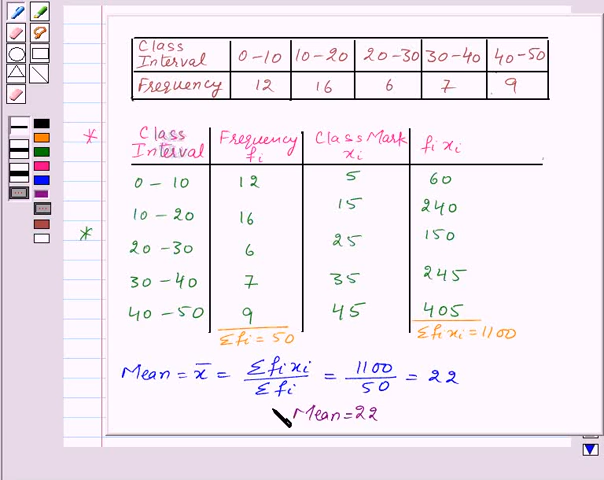 Class Interval 0-10 10-20 20-30 30-40 40-50
Frequency 12 16 6 7 9
* Class Interval Frequency fi Class Mark xi fixi
0 - 10 12 5 60
10 - 20 16 15 240
* 20 - 30 6 25 150
30 - 40 7 35 245
40 - 50 9 45 405
Σfi = 50 Σfixi = 1100
Mean = x̄ = Σfixi / Σfi = 1100 / 50 = 22
Mean = 22